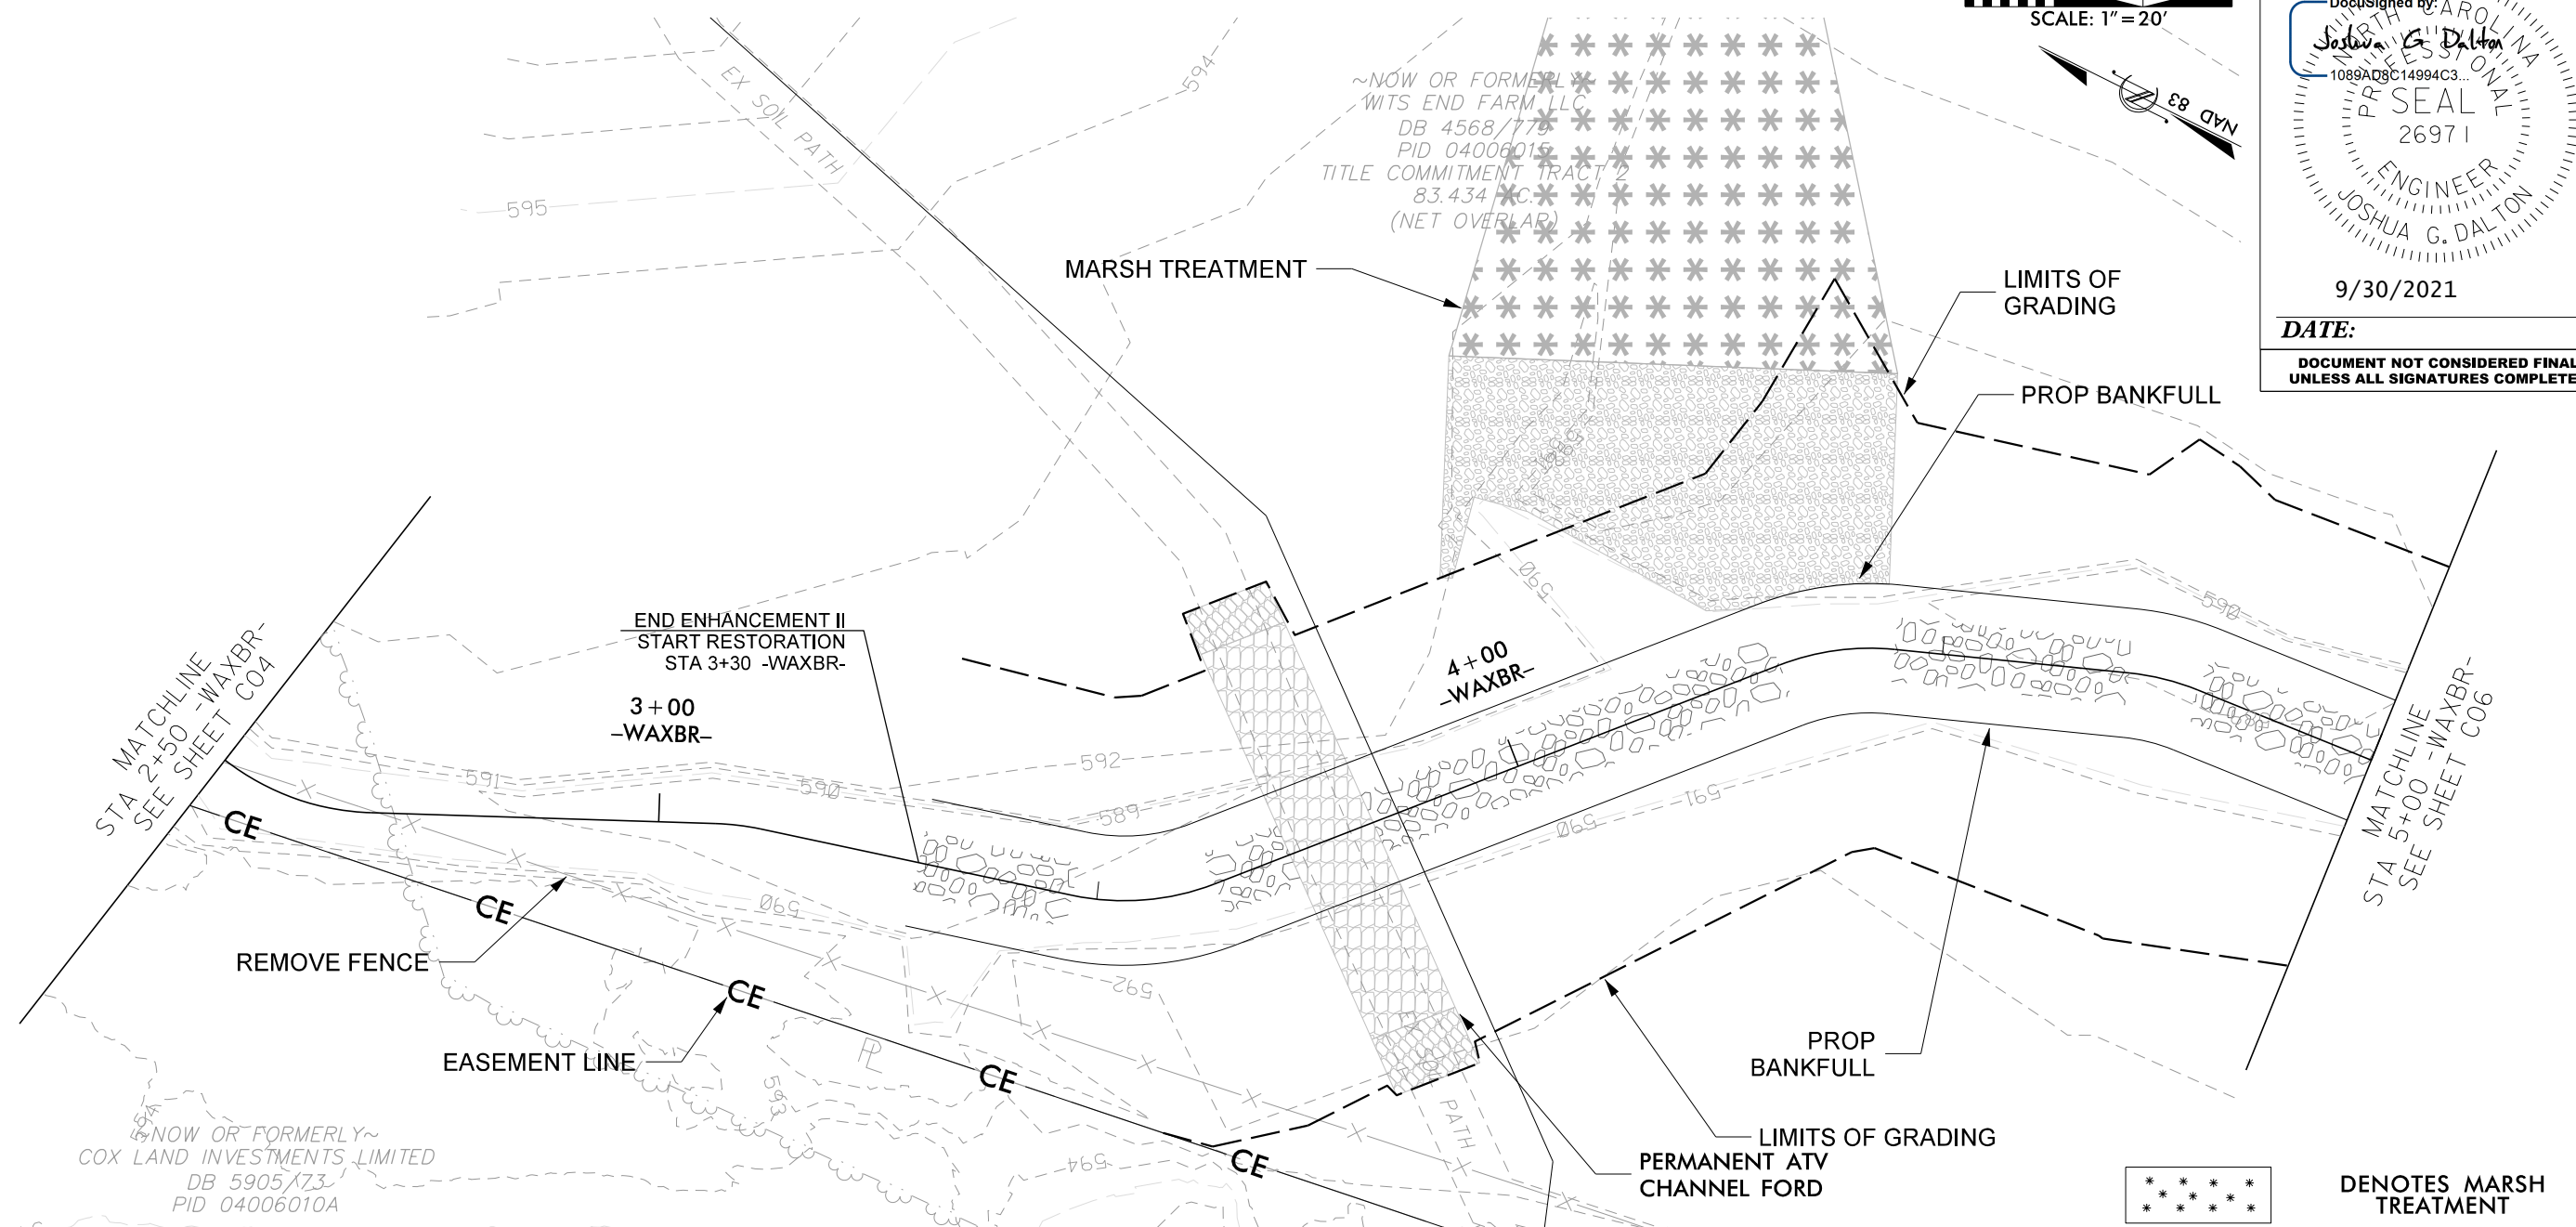 SCALE: 1"=20'
NAD 83
DocuSigned by:
Joshua G Dalton
1089AD8C14994C3...
NORTH CAROLINA
PROFESSIONAL
SEAL
26971
ENGINEER
JOSHUA G. DALTON
9/30/2021
DATE:
DOCUMENT NOT CONSIDERED FINAL
UNLESS ALL SIGNATURES COMPLETE
EX SOIL PATH
594
595
~NOW OR FORMERLY~
WITS END FARM LLC
DB 4568/779
PID 04006015
TITLE COMMITMENT TRACT 2
83.434 AC.
(NET OVERLAP)
MARSH TREATMENT
LIMITS OF
GRADING
PROP BANKFULL
590
590
MATCHLINE
STA 2+50 -WAXBR-
SEE SHEET C04
END ENHANCEMENT II
START RESTORATION
STA 3+30 -WAXBR-
3+00
-WAXBR-
4+00
-WAXBR-
591
590
589
592
591
590
590
592
593
594
594
MATCHLINE
STA 5+00 -WAXBR-
SEE SHEET C06
CE
CE
CE
CE
CE
REMOVE FENCE
EASEMENT LINE
PL
PATH
PROP
BANKFULL
LIMITS OF GRADING
PERMANENT ATV
CHANNEL FORD
~NOW OR FORMERLY~
COX LAND INVESTMENTS LIMITED
DB 5905/73
PID 04006010A
DENOTES MARSH
TREATMENT